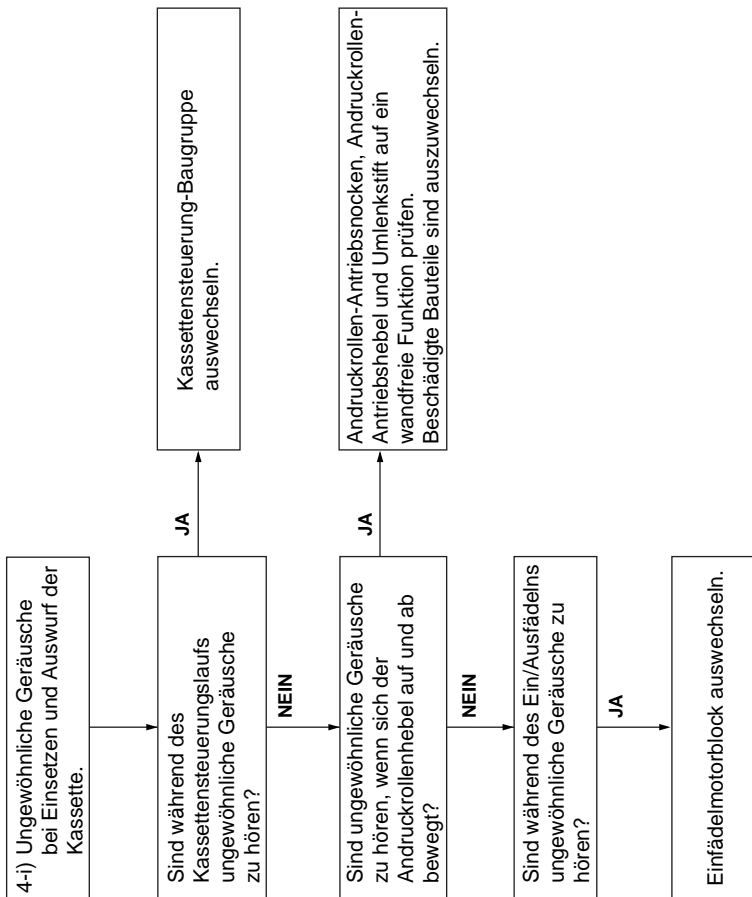 4-i) Ungewöhnliche Geräusche
bei Einsetzen und Auswurf der
Kassette.
Sind während des
Kassettensteuerungslaufs
ungewöhnliche Geräusche
zu hören?
JA
Kassettensteuerung-Baugruppe
auswechseln.
NEIN
Sind ungewöhnliche Geräusche
zu hören, wenn sich der
Andruckrollenhebel auf und ab
bewegt?
JA
Andruckrollen-Antriebsnocken, Andruckrollen-
Antriebshebel und Umlenkstift auf ein
wandfreie Funktion prüfen.
Beschädigte Bauteile sind auszuwechseln.
NEIN
Sind während des Ein/Ausfädelns
ungewöhnliche Geräusche zu
hören?
JA
Einfädelmotorblock auswechseln.